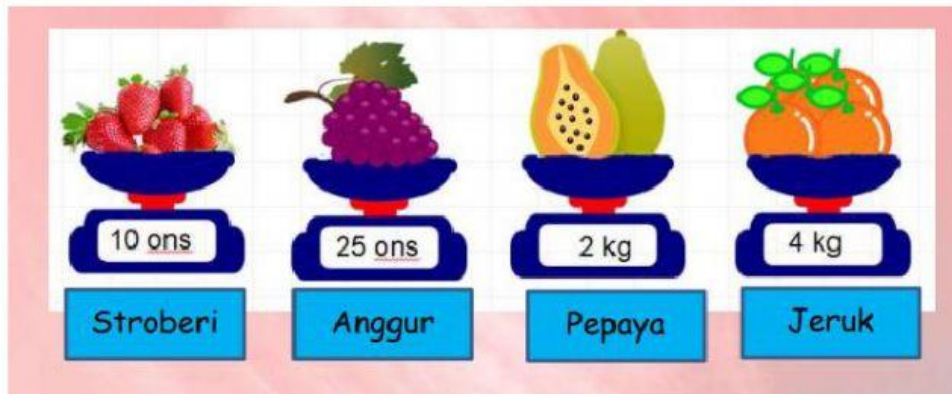 10 ons
25 ons
2 kg
4 kg
Stroberi
Anggur
Pepaya
Jeruk